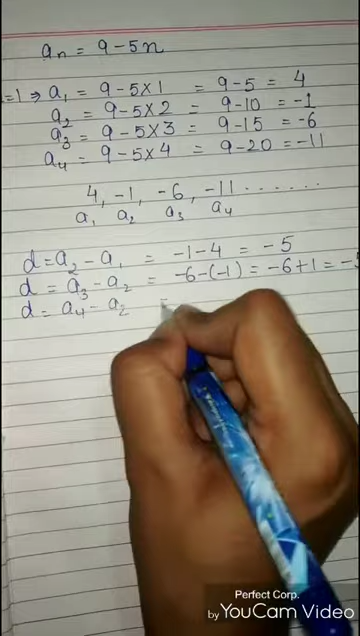 aₙ = 9 - 5n
n=1 ⇒ a₁ = 9 - 5×1 = 9 - 5 = 4
a₂ = 9 - 5×2 = 9 - 10 = -1
a₃ = 9 - 5×3 = 9 - 15 = -6
a₄ = 9 - 5×4 = 9 - 20 = -11
4, -1, -6, -11 ......
a₁ a₂ a₃ a₄
d = a₂ - a₁ = -1 - 4 = -5
d = a₃ - a₂ = -6 - (-1) = -6 + 1 = -5
d = a₄ - a₂ =
Perfect Corp.
by YouCam Video